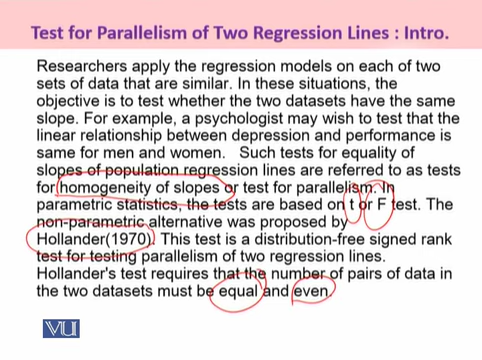 Test for Parallelism of Two Regression Lines : Intro.
Researchers apply the regression models on each of two
sets of data that are similar. In these situations, the
objective is to test whether the two datasets have the same
slope. For example, a psychologist may wish to test that the
linear relationship between depression and performance is
same for men and women. Such tests for equality of
slopes of population regression lines are referred to as tests
for homogeneity of slopes or test for parallelism. In
parametric statistics, the tests are based on t or F test. The
non-parametric alternative was proposed by
Hollander(1970). This test is a distribution-free signed rank
test for testing parallelism of two regression lines.
Hollander's test requires that the number of pairs of data in
the two datasets must be equal and even.
VU